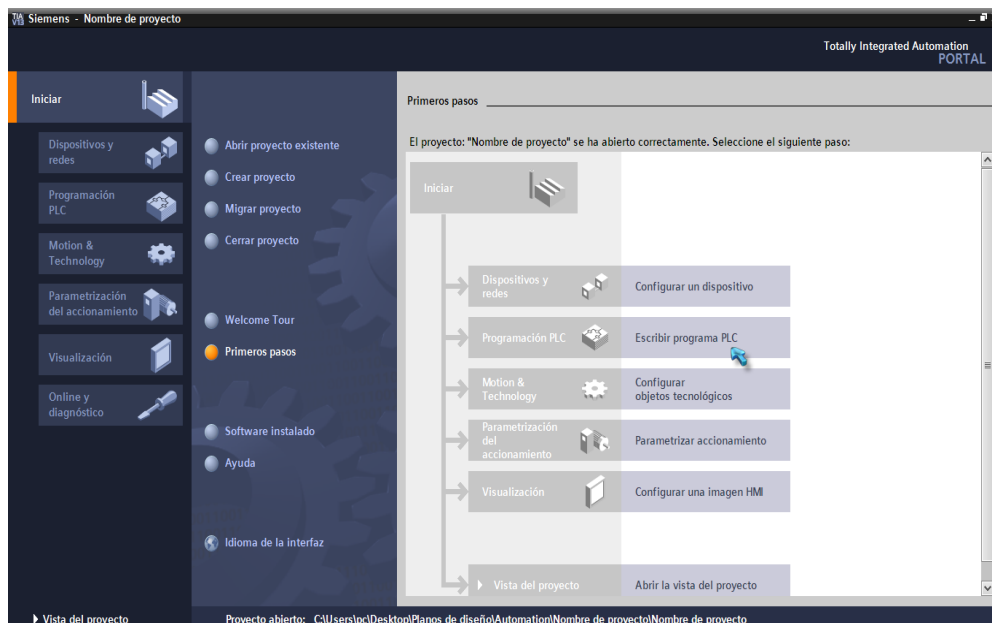 TIA V13 Siemens - Nombre de proyecto
Totally Integrated Automation
PORTAL
Iniciar
Dispositivos y
redes
Programación
PLC
Motion &
Technology
Parametrización
del accionamiento
Visualización
Online y
diagnóstico
Abrir proyecto existente
Crear proyecto
Migrar proyecto
Cerrar proyecto
Welcome Tour
Primeros pasos
Software instalado
Ayuda
Idioma de la interfaz
Primeros pasos
El proyecto: "Nombre de proyecto" se ha abierto correctamente. Seleccione el siguiente paso:
Iniciar
Dispositivos y
redes
Configurar un dispositivo
Programación PLC
Escribir programa PLC
Motion &
Technology
Configurar
objetos tecnológicos
Parametrización
del
accionamiento
Parametrizar accionamiento
Visualización
Configurar una imagen HMI
Vista del proyecto
Abrir la vista del proyecto
Vista del proyecto
Proyecto abierto: C:\Users\pc\Desktop\Planos de diseño\Automation\Nombre de proyecto\Nombre de proyecto